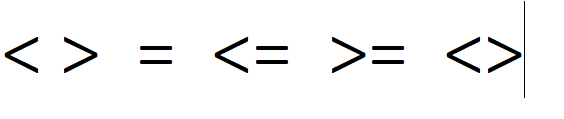 < > = <= >= <>